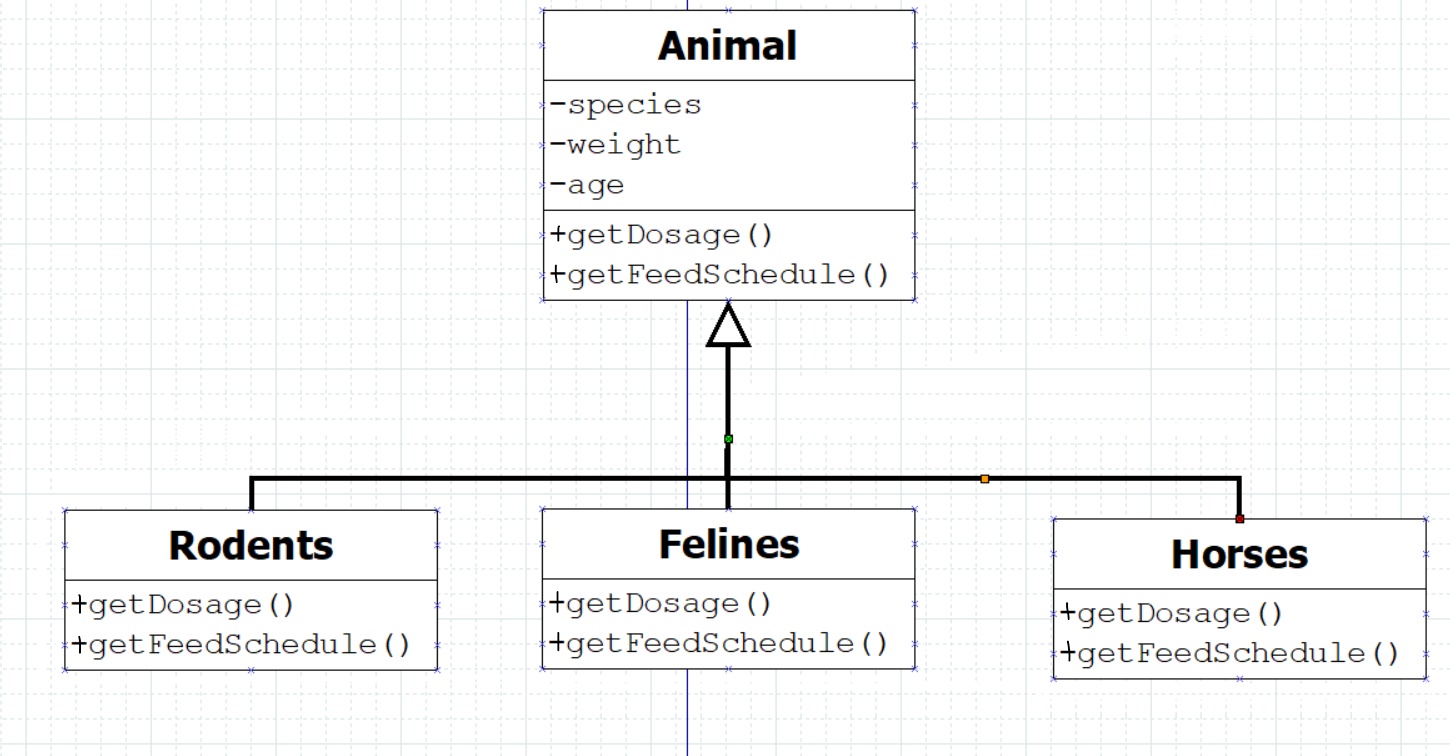 Animal
-species
-weight
-age
+getDosage()
+getFeedSchedule()
Rodents
+getDosage()
+getFeedSchedule()
Felines
+getDosage()
+getFeedSchedule()
Horses
+getDosage()
+getFeedSchedule()